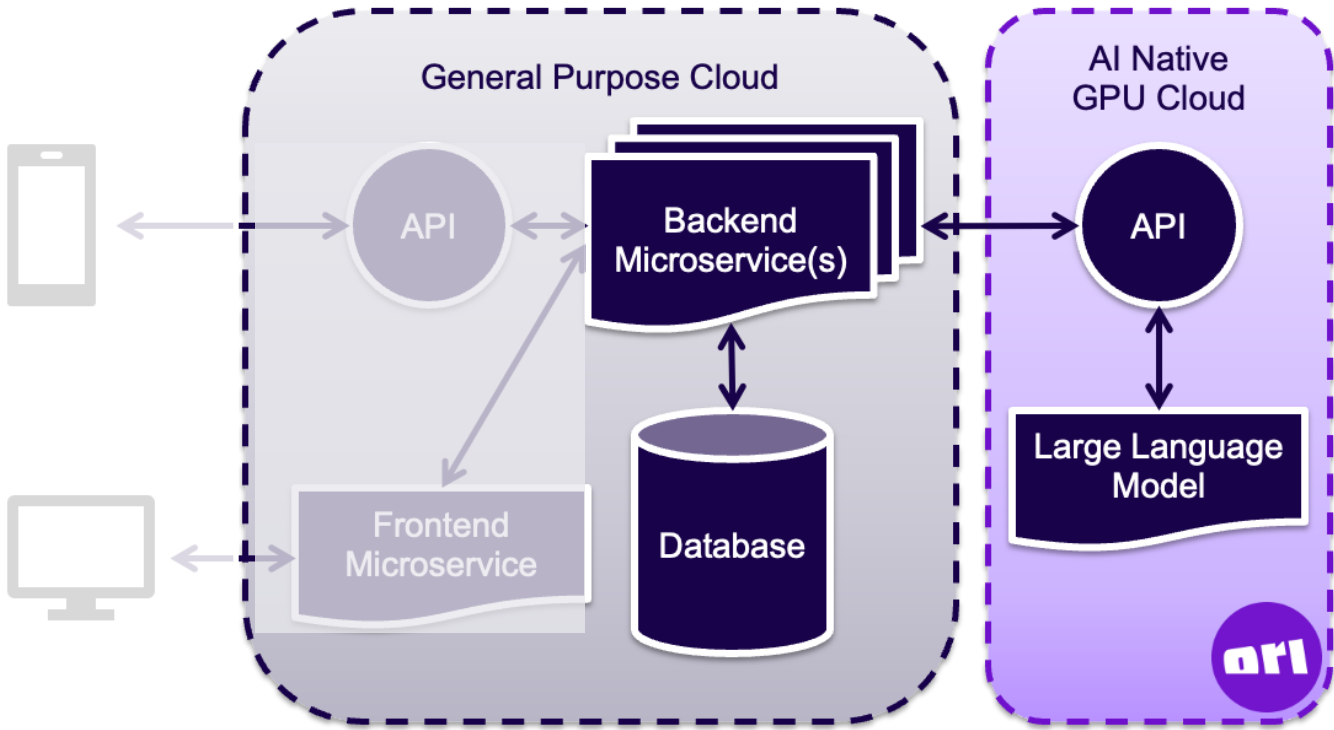 General Purpose Cloud
AI Native
GPU Cloud
API
Backend
Microservice(s)
API
Large Language
Model
Frontend
Microservice
Database
ori